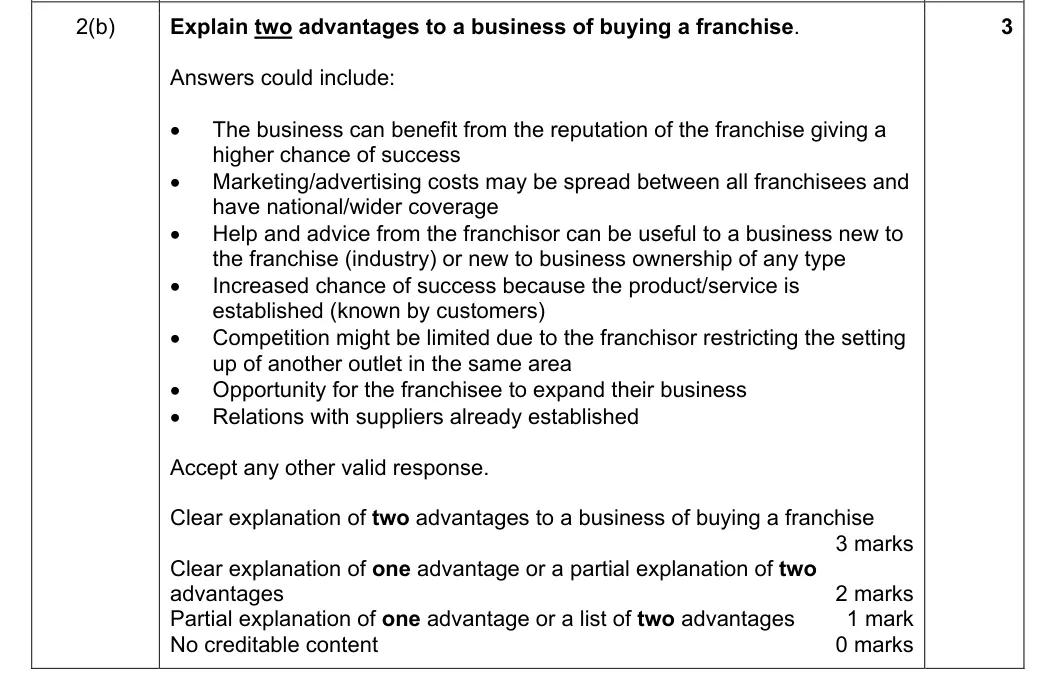 2(b)
Explain two advantages to a business of buying a franchise.
3
Answers could include:
• The business can benefit from the reputation of the franchise giving a
higher chance of success
• Marketing/advertising costs may be spread between all franchisees and
have national/wider coverage
• Help and advice from the franchisor can be useful to a business new to
the franchise (industry) or new to business ownership of any type
• Increased chance of success because the product/service is
established (known by customers)
• Competition might be limited due to the franchisor restricting the setting
up of another outlet in the same area
• Opportunity for the franchisee to expand their business
• Relations with suppliers already established
Accept any other valid response.
Clear explanation of two advantages to a business of buying a franchise
3 marks
Clear explanation of one advantage or a partial explanation of two
advantages 2 marks
Partial explanation of one advantage or a list of two advantages 1 mark
No creditable content 0 marks